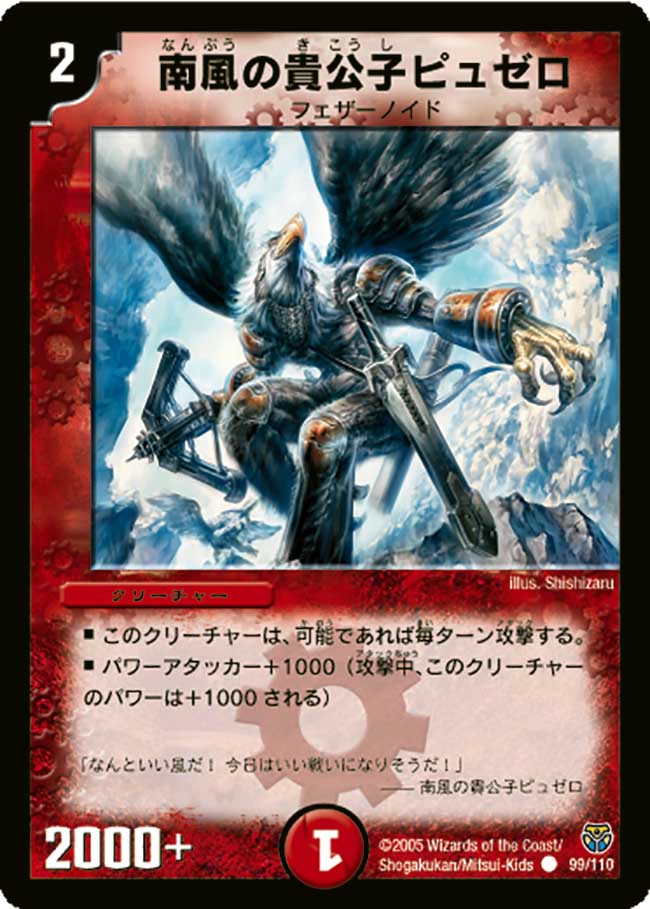 2
なんぷう きこうし
南風の貴公子ピュゼロ
フェザーノイド
illus. Shishizaru
クリーチャー
■ このクリーチャーは、可能であれば毎ターン攻撃する。
■ パワーアタッカー+1000（攻撃中、このクリーチャー
のパワーは+1000される）
「なんといい風だ！ 今日はいい戦いになりそうだ！」
── 南風の貴公子ピュゼロ
2000+
1
©2005 Wizards of the Coast/
Shogakukan/Mitsui-Kids
99/110